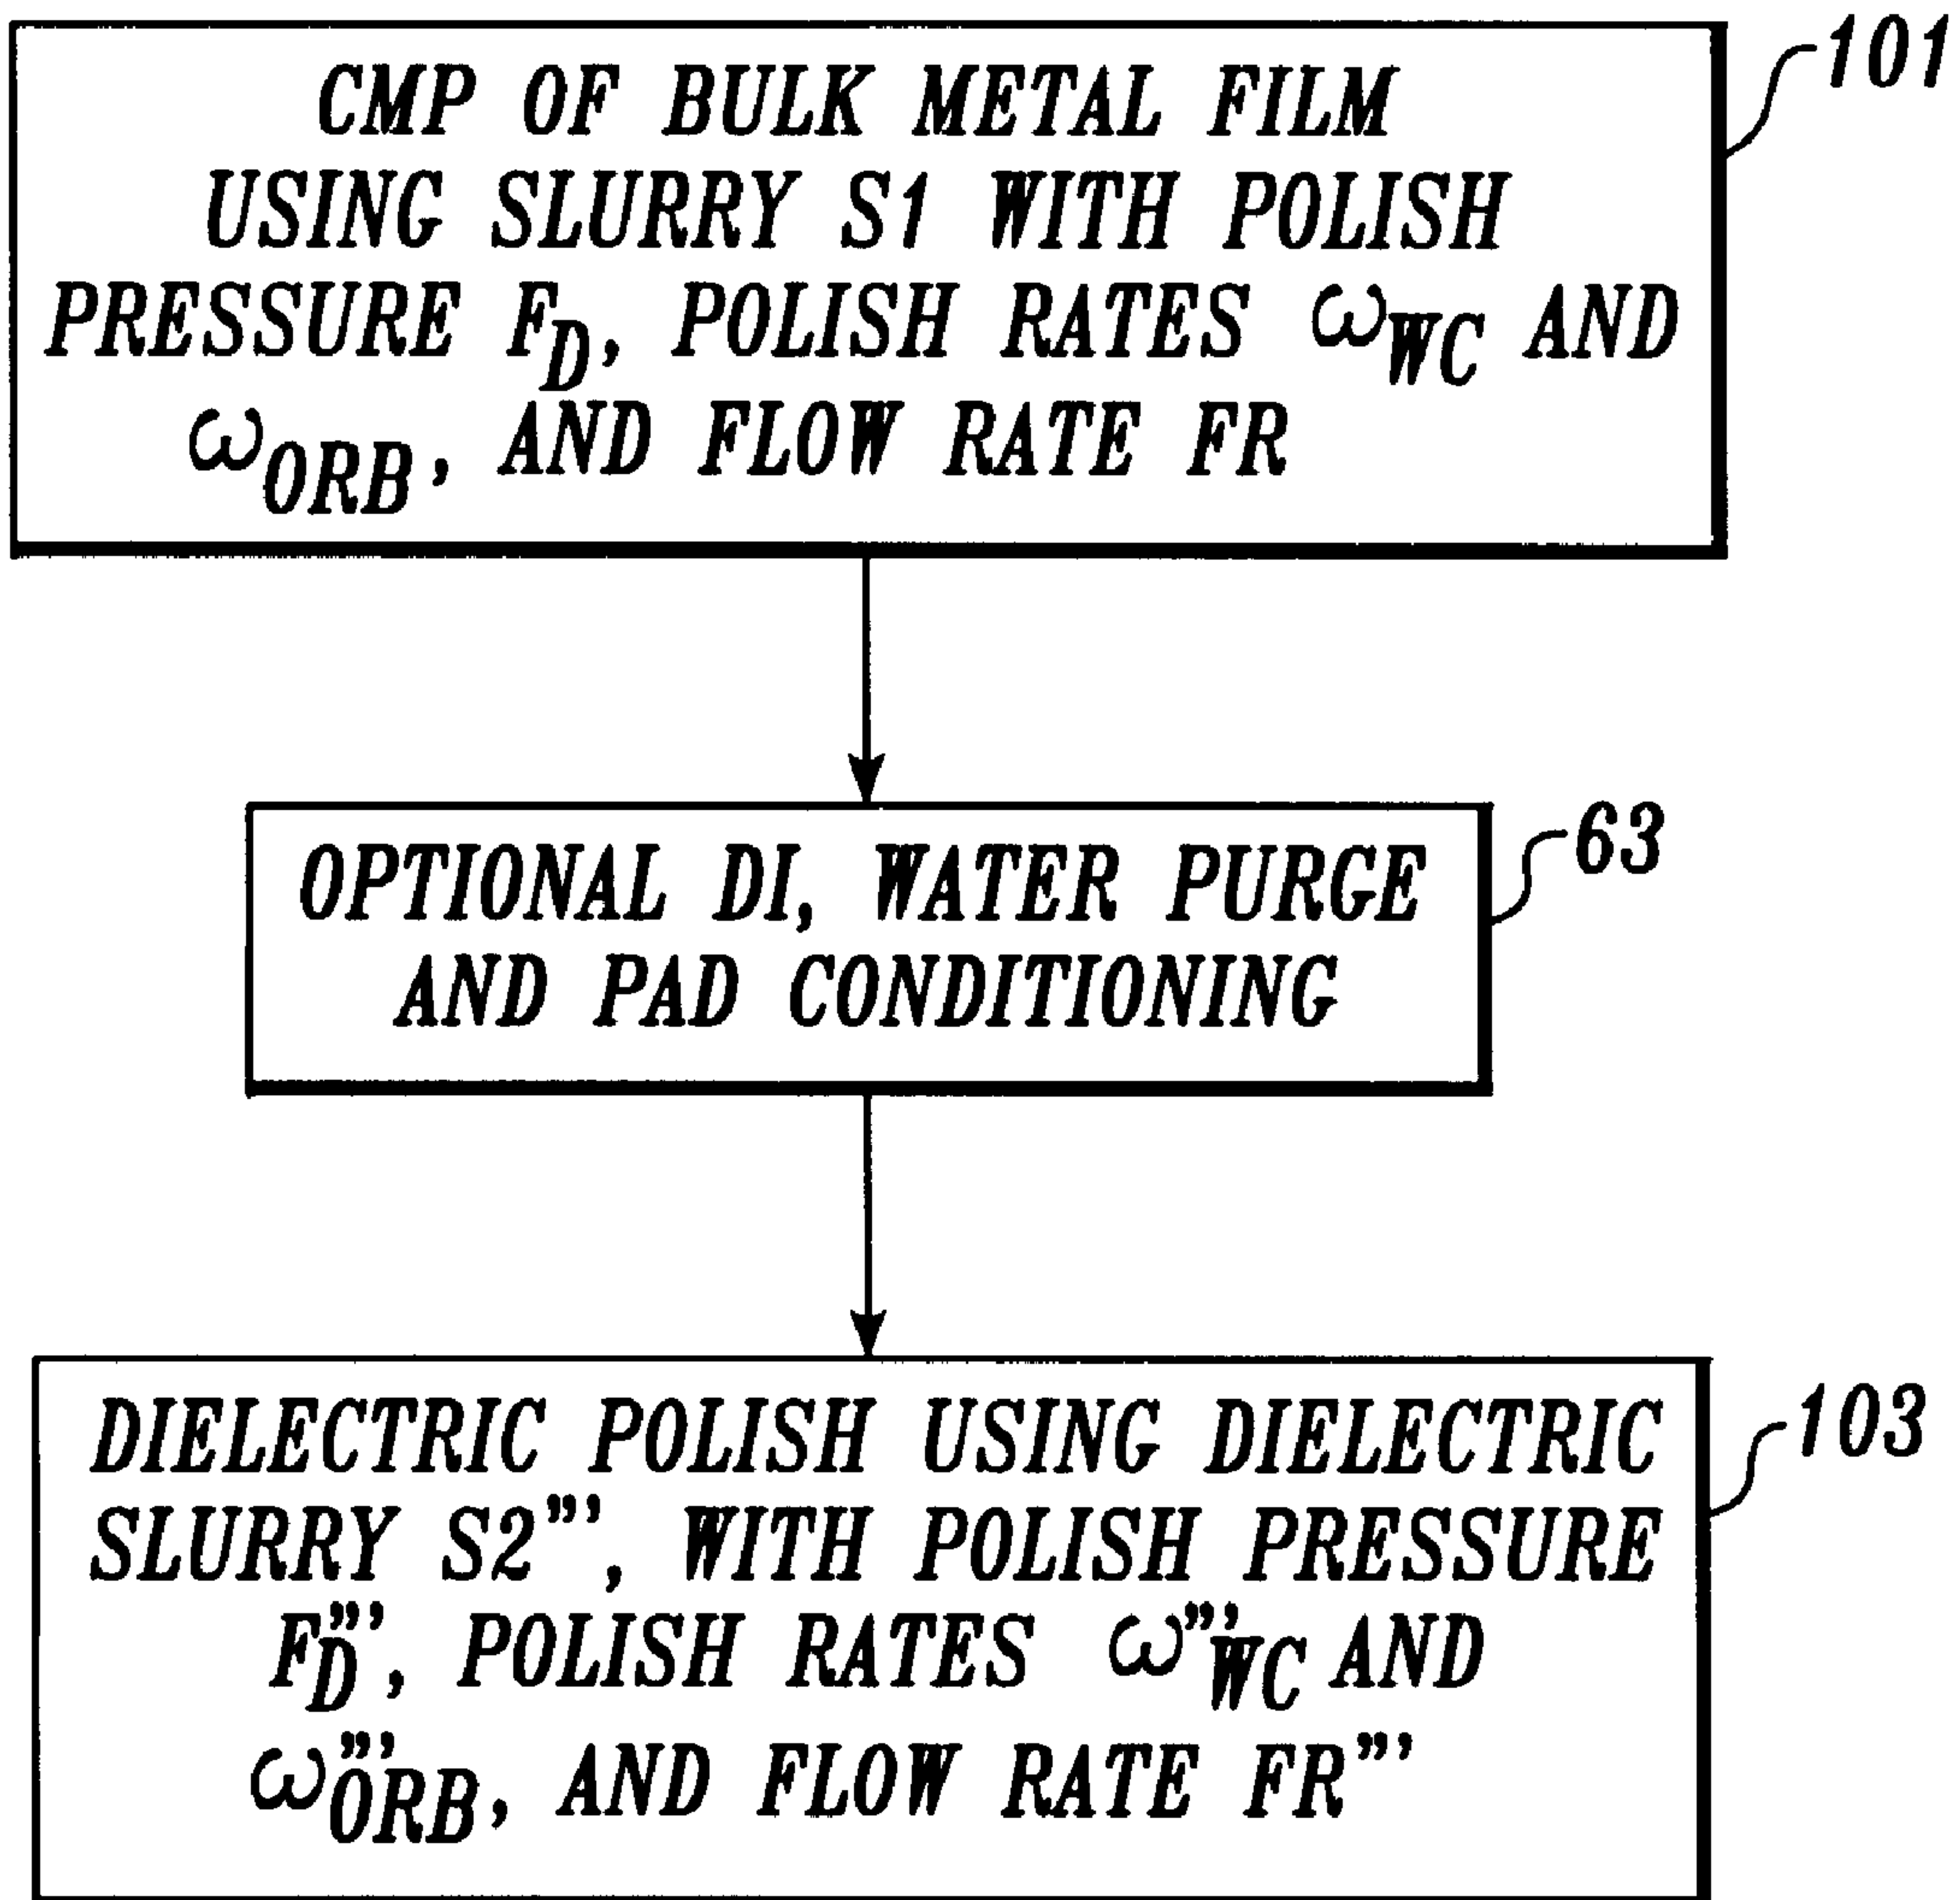 CMP OF BULK METAL FILM
USING SLURRY S1 WITH POLISH
PRESSURE F_D, POLISH RATES ω_WC AND
ω_ORB, AND FLOW RATE FR
101
OPTIONAL DI, WATER PURGE
AND PAD CONDITIONING
63
DIELECTRIC POLISH USING DIELECTRIC
SLURRY S2''', WITH POLISH PRESSURE
F_D''', POLISH RATES ω'''_WC AND
ω'''_ORB, AND FLOW RATE FR'''
103